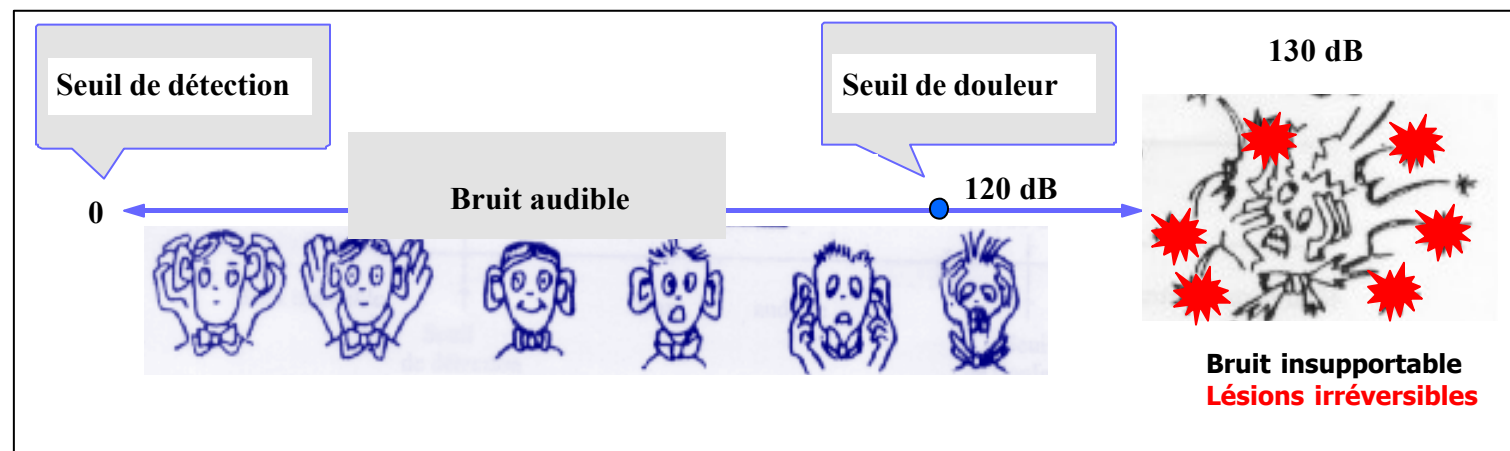 Seuil de détection
Seuil de douleur
130 dB
0
Bruit audible
120 dB
Bruit insupportable
Lésions irréversibles